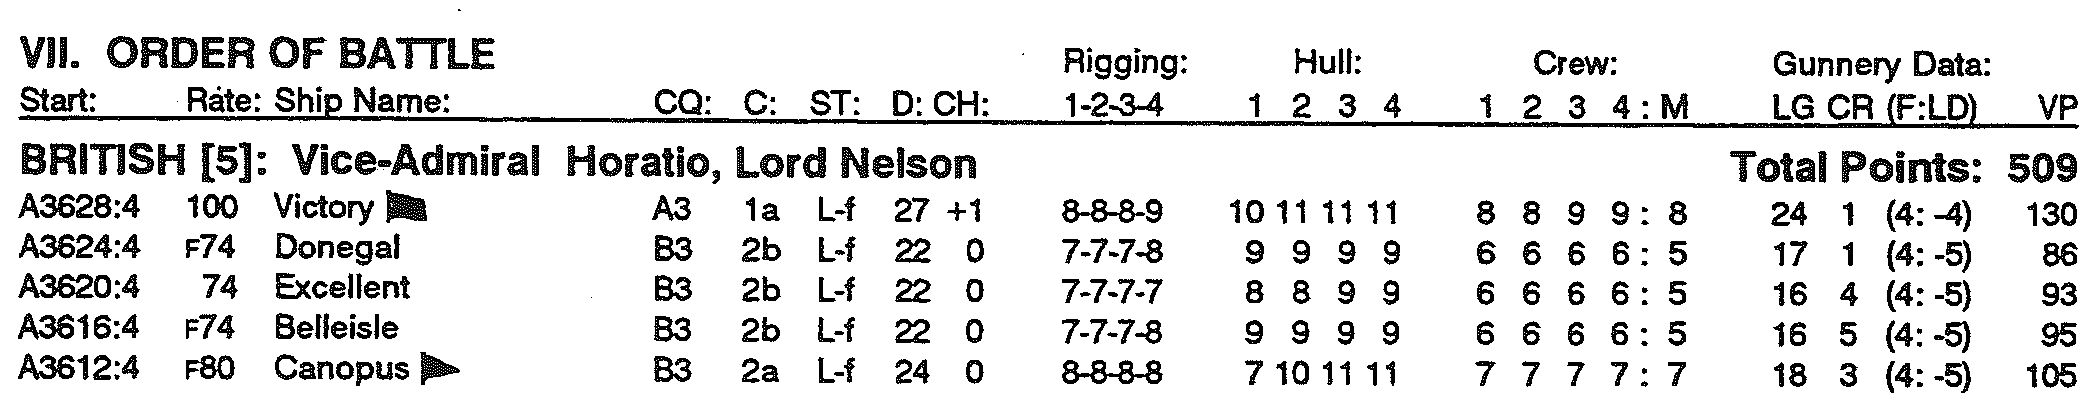 VII. ORDER OF BATTLE Rigging: Hull: Crew: Gunnery Data:
Start: Rate: Ship Name: CQ: C: ST: D: CH: 1-2-3-4 1 2 3 4 1 2 3 4 : M LG CR (F:LD) VP
BRITISH [5]: Vice-Admiral Horatio, Lord Nelson Total Points: 509
A3628:4 100 Victory A3 1a L-f 27 +1 8-8-8-9 10 11 11 11 8 8 9 9 : 8 24 1 (4: -4) 130
A3624:4 F74 Donegal B3 2b L-f 22 0 7-7-7-8 9 9 9 9 6 6 6 6 : 5 17 1 (4: -5) 86
A3620:4 74 Excellent B3 2b L-f 22 0 7-7-7-7 8 8 9 9 6 6 6 6 : 5 16 4 (4: -5) 93
A3616:4 F74 Belleisle B3 2b L-f 22 0 7-7-7-8 9 9 9 9 6 6 6 6 : 5 16 5 (4: -5) 95
A3612:4 F80 Canopus B3 2a L-f 24 0 8-8-8-8 7 10 11 11 7 7 7 7 : 7 18 3 (4: -5) 105